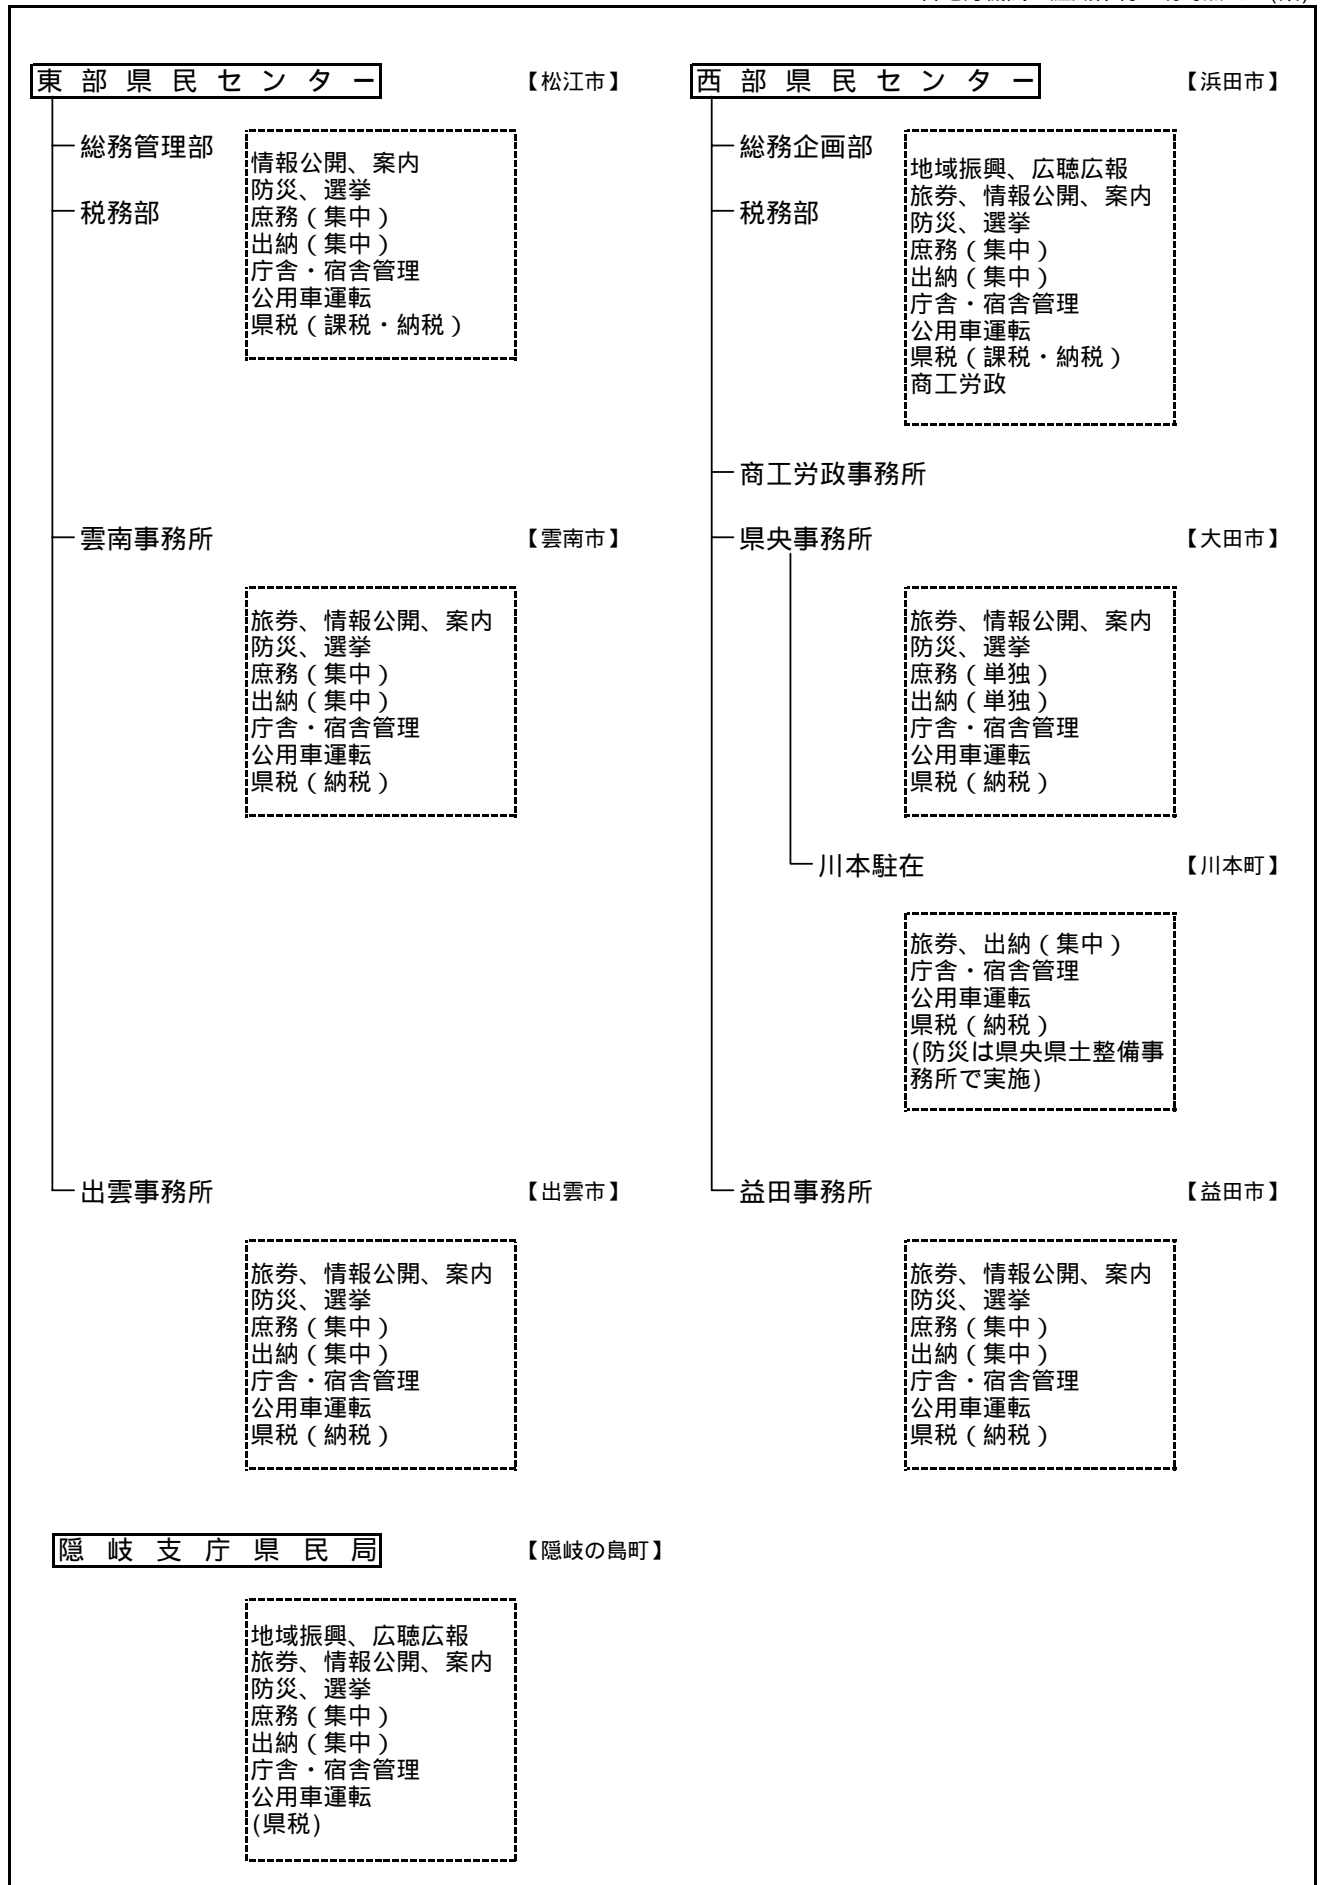 東部県民センター
【松江市】
総務管理部
税務部
情報公開、案内
防災、選挙
庶務(集中)
出納(集中)
庁舎・宿舎管理
公用車運転
県税(課税・納税)
雲南事務所
【雲南市】
旅券、情報公開、案内
防災、選挙
庶務(集中)
出納(集中)
庁舎・宿舎管理
公用車運転
県税(納税)
出雲事務所
【出雲市】
旅券、情報公開、案内
防災、選挙
庶務(集中)
出納(集中)
庁舎・宿舎管理
公用車運転
県税(納税)
西部県民センター
【浜田市】
総務企画部
税務部
地域振興、広聴広報
旅券、情報公開、案内
防災、選挙
庶務(集中)
出納(集中)
庁舎・宿舎管理
公用車運転
県税(課税・納税)
商工労政
商工労政事務所
県央事務所
【大田市】
旅券、情報公開、案内
防災、選挙
庶務(単独)
出納(単独)
庁舎・宿舎管理
公用車運転
県税(納税)
川本駐在
【川本町】
旅券、出納(集中)
庁舎・宿舎管理
公用車運転
県税(納税)
(防災は県央県土整備事
務所で実施)
益田事務所
【益田市】
旅券、情報公開、案内
防災、選挙
庶務(集中)
出納(集中)
庁舎・宿舎管理
公用車運転
県税(納税)
隠岐支庁県民局
【隠岐の島町】
地域振興、広聴広報
旅券、情報公開、案内
防災、選挙
庶務(集中)
出納(集中)
庁舎・宿舎管理
公用車運転
(県税)